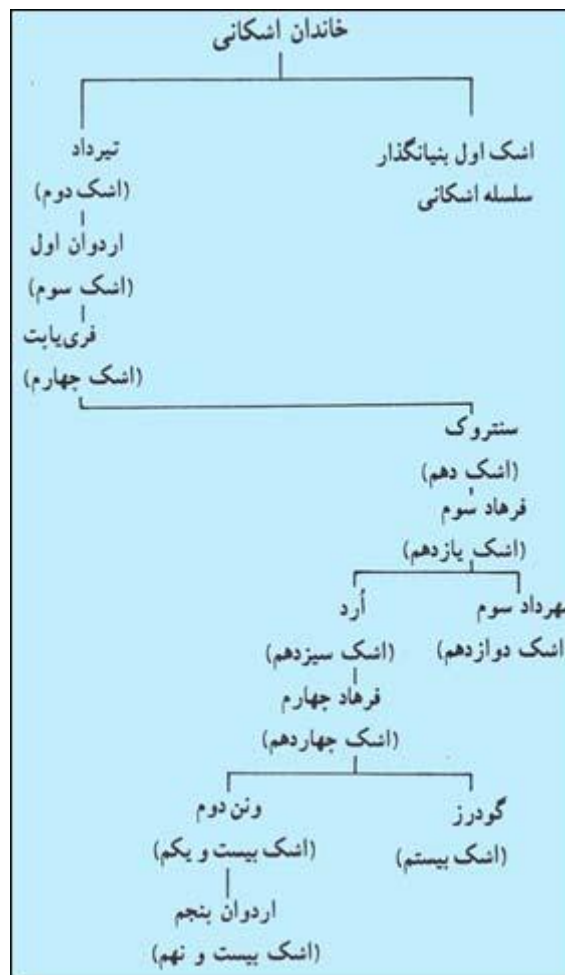 خاندان اشکانی
اشک اول بنیانگذار
سلسله اشکانی
تیرداد
(اشک دوم)
اردوان اول
(اشک سوم)
فری‌یابت
(اشک چهارم)
سنتروک
(اشک دهم)
فرهاد سوم
(اشک یازدهم)
مهرداد سوم
(اشک دوازدهم)
اُرد
(اشک سیزدهم)
فرهاد چهارم
(اشک چهاردهم)
گودرز
(اشک بیستم)
ونن دوم
(اشک بیست و یکم)
اردوان پنجم
(اشک بیست و نهم)